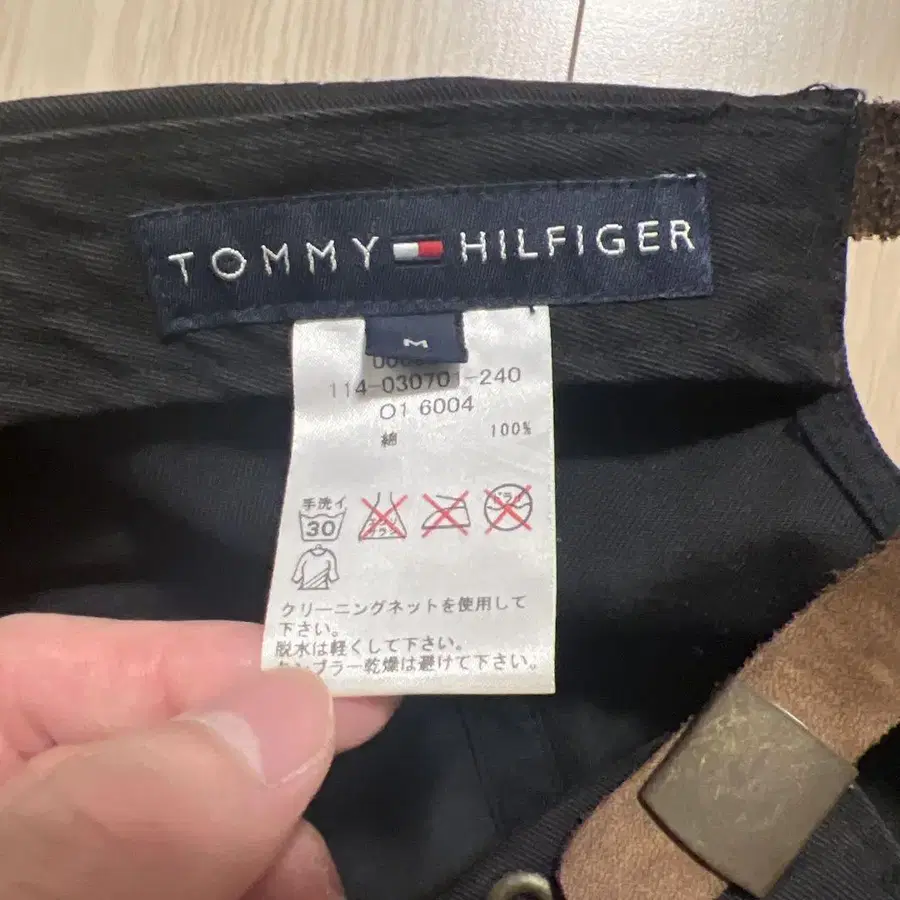 TOMMY HILFIGER
M
114-030701-240
01 6004
綿 100%
手洗イ
30
クリーニングネットを使用して
下さい。
脱水は軽くして下さい。
タンブラー乾燥は避けて下さい。